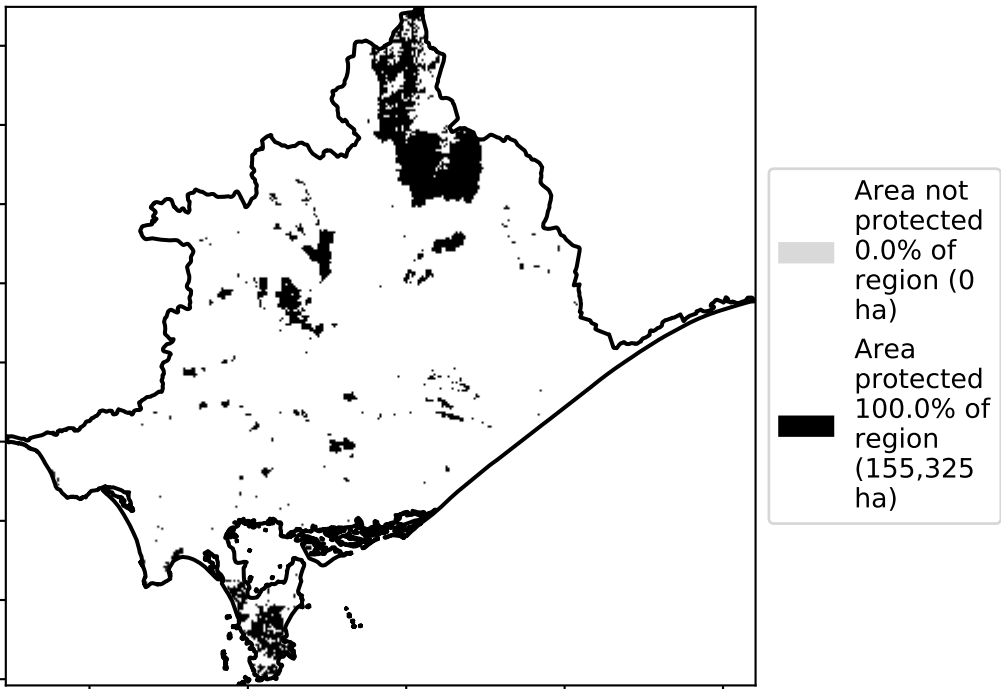 Area not
protected
0.0% of
region (0
ha)
Area
protected
100.0% of
region
(155,325
ha)